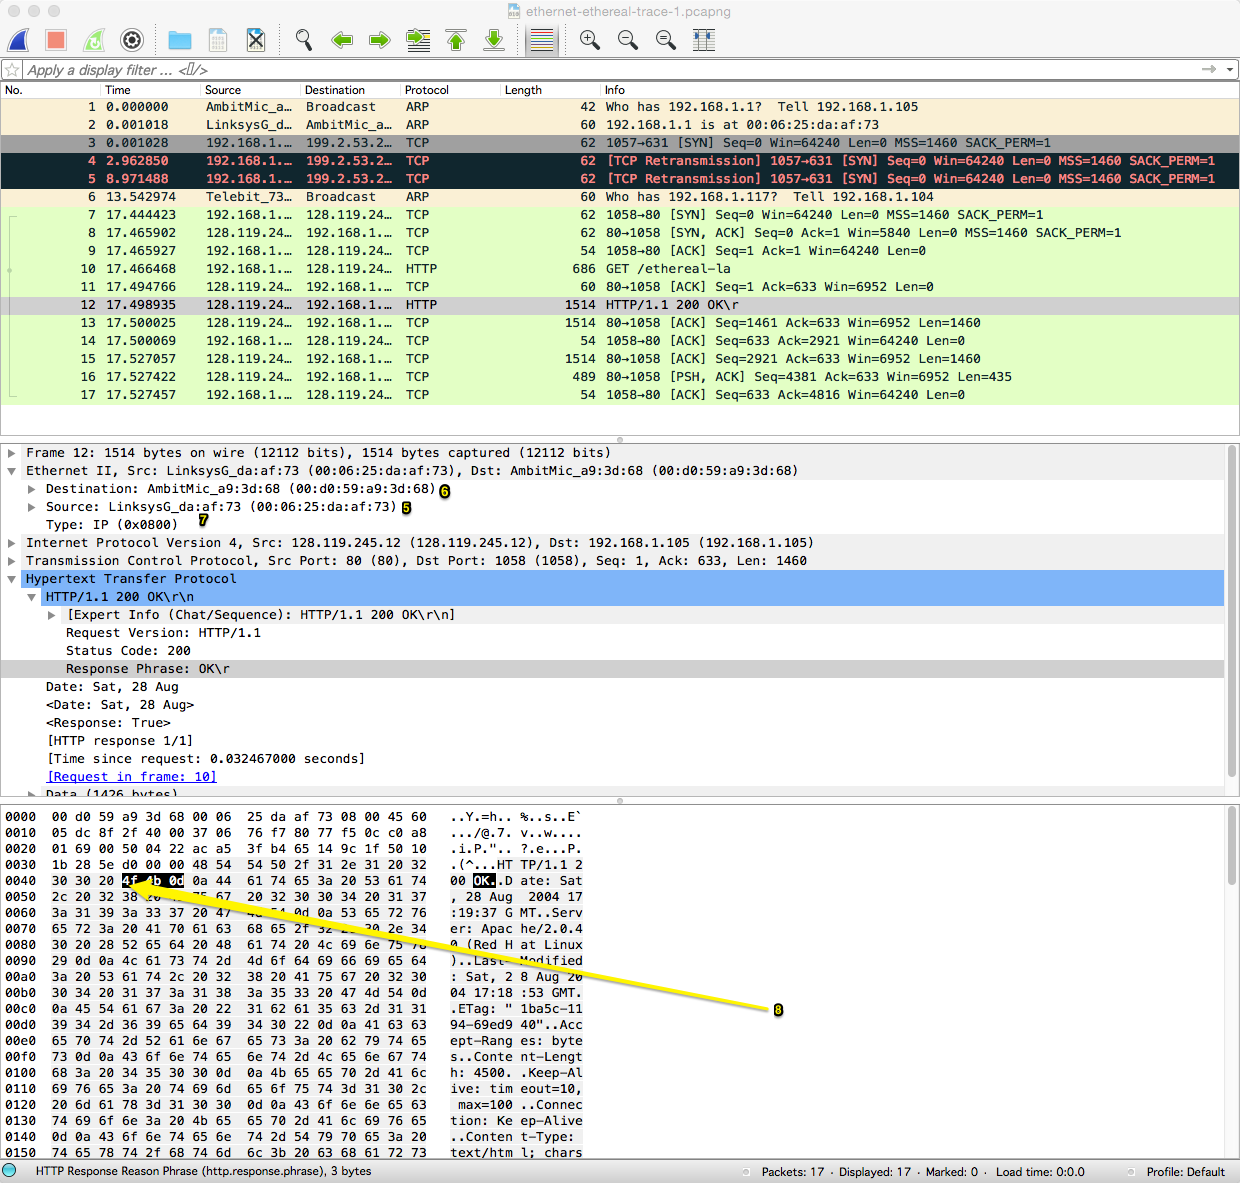 ethernet-ethereal-trace-1.pcapng
Apply a display filter ... <⌘/>
No. Time Source Destination Protocol Length Info
1 0.000000 AmbitMic_a… Broadcast ARP 42 Who has 192.168.1.1? Tell 192.168.1.105
2 0.001018 LinksysG_d… AmbitMic_a… ARP 60 192.168.1.1 is at 00:06:25:da:af:73
3 0.001028 192.168.1.… 199.2.53.2… TCP 62 1057→631 [SYN] Seq=0 Win=64240 Len=0 MSS=1460 SACK_PERM=1
4 2.962850 192.168.1.… 199.2.53.2… TCP 62 [TCP Retransmission] 1057→631 [SYN] Seq=0 Win=64240 Len=0 MSS=1460 SACK_PERM=1
5 8.971488 192.168.1.… 199.2.53.2… TCP 62 [TCP Retransmission] 1057→631 [SYN] Seq=0 Win=64240 Len=0 MSS=1460 SACK_PERM=1
6 13.542974 Telebit_73… Broadcast ARP 60 Who has 192.168.1.117? Tell 192.168.1.104
7 17.444423 192.168.1.… 128.119.24… TCP 62 1058→80 [SYN] Seq=0 Win=64240 Len=0 MSS=1460 SACK_PERM=1
8 17.465902 128.119.24… 192.168.1.… TCP 62 80→1058 [SYN, ACK] Seq=0 Ack=1 Win=5840 Len=0 MSS=1460 SACK_PERM=1
9 17.465927 192.168.1.… 128.119.24… TCP 54 1058→80 [ACK] Seq=1 Ack=1 Win=64240 Len=0
10 17.466468 192.168.1.… 128.119.24… HTTP 686 GET /ethereal-la
11 17.494766 128.119.24… 192.168.1.… TCP 60 80→1058 [ACK] Seq=1 Ack=633 Win=6952 Len=0
12 17.498935 128.119.24… 192.168.1.… HTTP 1514 HTTP/1.1 200 OK\r
13 17.500025 128.119.24… 192.168.1.… TCP 1514 80→1058 [ACK] Seq=1461 Ack=633 Win=6952 Len=1460
14 17.500069 192.168.1.… 128.119.24… TCP 54 1058→80 [ACK] Seq=633 Ack=2921 Win=64240 Len=0
15 17.527057 128.119.24… 192.168.1.… TCP 1514 80→1058 [ACK] Seq=2921 Ack=633 Win=6952 Len=1460
16 17.527422 128.119.24… 192.168.1.… TCP 489 80→1058 [PSH, ACK] Seq=4381 Ack=633 Win=6952 Len=435
17 17.527457 192.168.1.… 128.119.24… TCP 54 1058→80 [ACK] Seq=633 Ack=4816 Win=64240 Len=0
Frame 12: 1514 bytes on wire (12112 bits), 1514 bytes captured (12112 bits)
Ethernet II, Src: LinksysG_da:af:73 (00:06:25:da:af:73), Dst: AmbitMic_a9:3d:68 (00:d0:59:a9:3d:68)
Destination: AmbitMic_a9:3d:68 (00:d0:59:a9:3d:68) 6
Source: LinksysG_da:af:73 (00:06:25:da:af:73) 5
Type: IP (0x0800) 7
Internet Protocol Version 4, Src: 128.119.245.12 (128.119.245.12), Dst: 192.168.1.105 (192.168.1.105)
Transmission Control Protocol, Src Port: 80 (80), Dst Port: 1058 (1058), Seq: 1, Ack: 633, Len: 1460
Hypertext Transfer Protocol
HTTP/1.1 200 OK\r\n
[Expert Info (Chat/Sequence): HTTP/1.1 200 OK\r\n]
Request Version: HTTP/1.1
Status Code: 200
Response Phrase: OK\r
Date: Sat, 28 Aug
<Date: Sat, 28 Aug>
<Response: True>
[HTTP response 1/1]
[Time since request: 0.032467000 seconds]
[Request in frame: 10]
Data (1426 bytes)
0000 00 d0 59 a9 3d 68 00 06 25 da af 73 08 00 45 60 ..Y.=h.. %..s..E`
0010 05 dc 8f 2f 40 00 37 06 76 f7 80 77 f5 0c c0 a8 .../@.7. v..w....
0020 01 69 00 50 04 22 ac a5 3f b4 65 14 9c 1f 50 10 .i.P.".. ?.e...P.
0030 1b 28 5e d0 00 00 48 54 54 50 2f 31 2e 31 20 32 .(^...HT TP/1.1 2
0040 30 30 20 4f 4b 0d 0a 44 61 74 65 3a 20 53 61 74 00 OK..D ate: Sat
0050 2c 20 32 38 67 20 32 30 30 34 20 31 37 , 28 Aug 2004 17
0060 3a 31 39 3a 33 37 20 47 0d 0a 53 65 72 76 :19:37 G MT..Serv
0070 65 72 3a 20 41 70 61 63 68 65 2f 32 30 2e 34 er: Apac he/2.0.4
0080 30 20 28 52 65 64 20 48 61 74 20 4c 69 6e 75 0 (Red H at Linux
0090 29 0d 0a 4c 61 73 74 2d 4d 6f 64 69 66 69 65 64 )..Last- Modified
00a0 3a 20 53 61 74 2c 20 32 38 20 41 75 67 20 32 30 : Sat, 2 8 Aug 20
00b0 30 34 20 31 37 3a 31 38 3a 35 33 20 47 4d 54 0d 04 17:18 :53 GMT.
00c0 0a 45 54 61 67 3a 20 22 31 62 61 35 63 2d 31 31 .ETag: " 1ba5c-11
00d0 39 34 2d 36 39 65 64 39 34 30 22 0d 0a 41 63 63 94-69ed9 40"..Acc
00e0 65 70 74 2d 52 61 6e 67 65 73 3a 20 62 79 74 65 ept-Rang es: byte
00f0 73 0d 0a 43 6f 6e 74 65 6e 74 2d 4c 65 6e 67 74 s..Conte nt-Lengt
0100 68 3a 20 34 35 30 30 0d 0a 4b 65 65 70 2d 41 6c h: 4500. .Keep-Al
0110 69 76 65 3a 20 74 69 6d 65 6f 75 74 3d 31 30 2c ive: tim eout=10,
0120 20 6d 61 78 3d 31 30 30 0d 0a 43 6f 6e 6e 65 63 max=100 ..Connec
0130 74 69 6f 6e 3a 20 4b 65 65 70 2d 41 6c 69 76 65 tion: Ke ep-Alive
0140 0d 0a 43 6f 6e 74 65 6e 74 2d 54 79 70 65 3a 20 ..Conten t-Type:
0150 74 65 78 74 2f 68 74 6d 6c 3b 20 63 68 61 72 73 text/htm l; chars
8
HTTP Response Reason Phrase (http.response.phrase), 3 bytes
Packets: 17 · Displayed: 17 · Marked: 0 · Load time: 0:0.0
Profile: Default